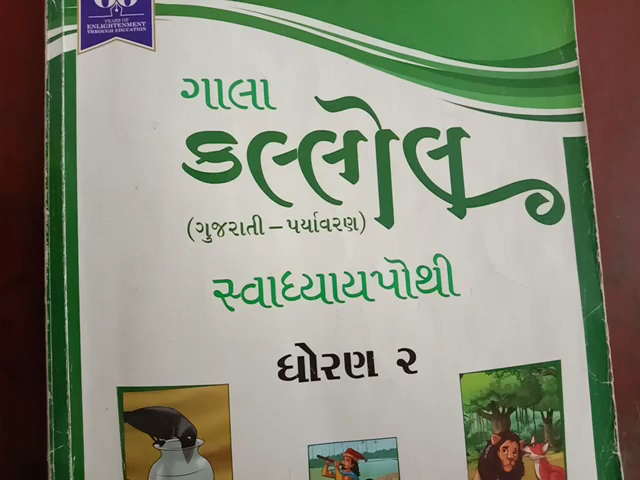 YEARS OF
ENLIGHTENMENT
THROUGH EDUCATION
ગાલા
કલ્લોલ
(ગુજરાતી – પર્યાવરણ)
સ્વાધ્યાયપોથી
ધોરણ ૨